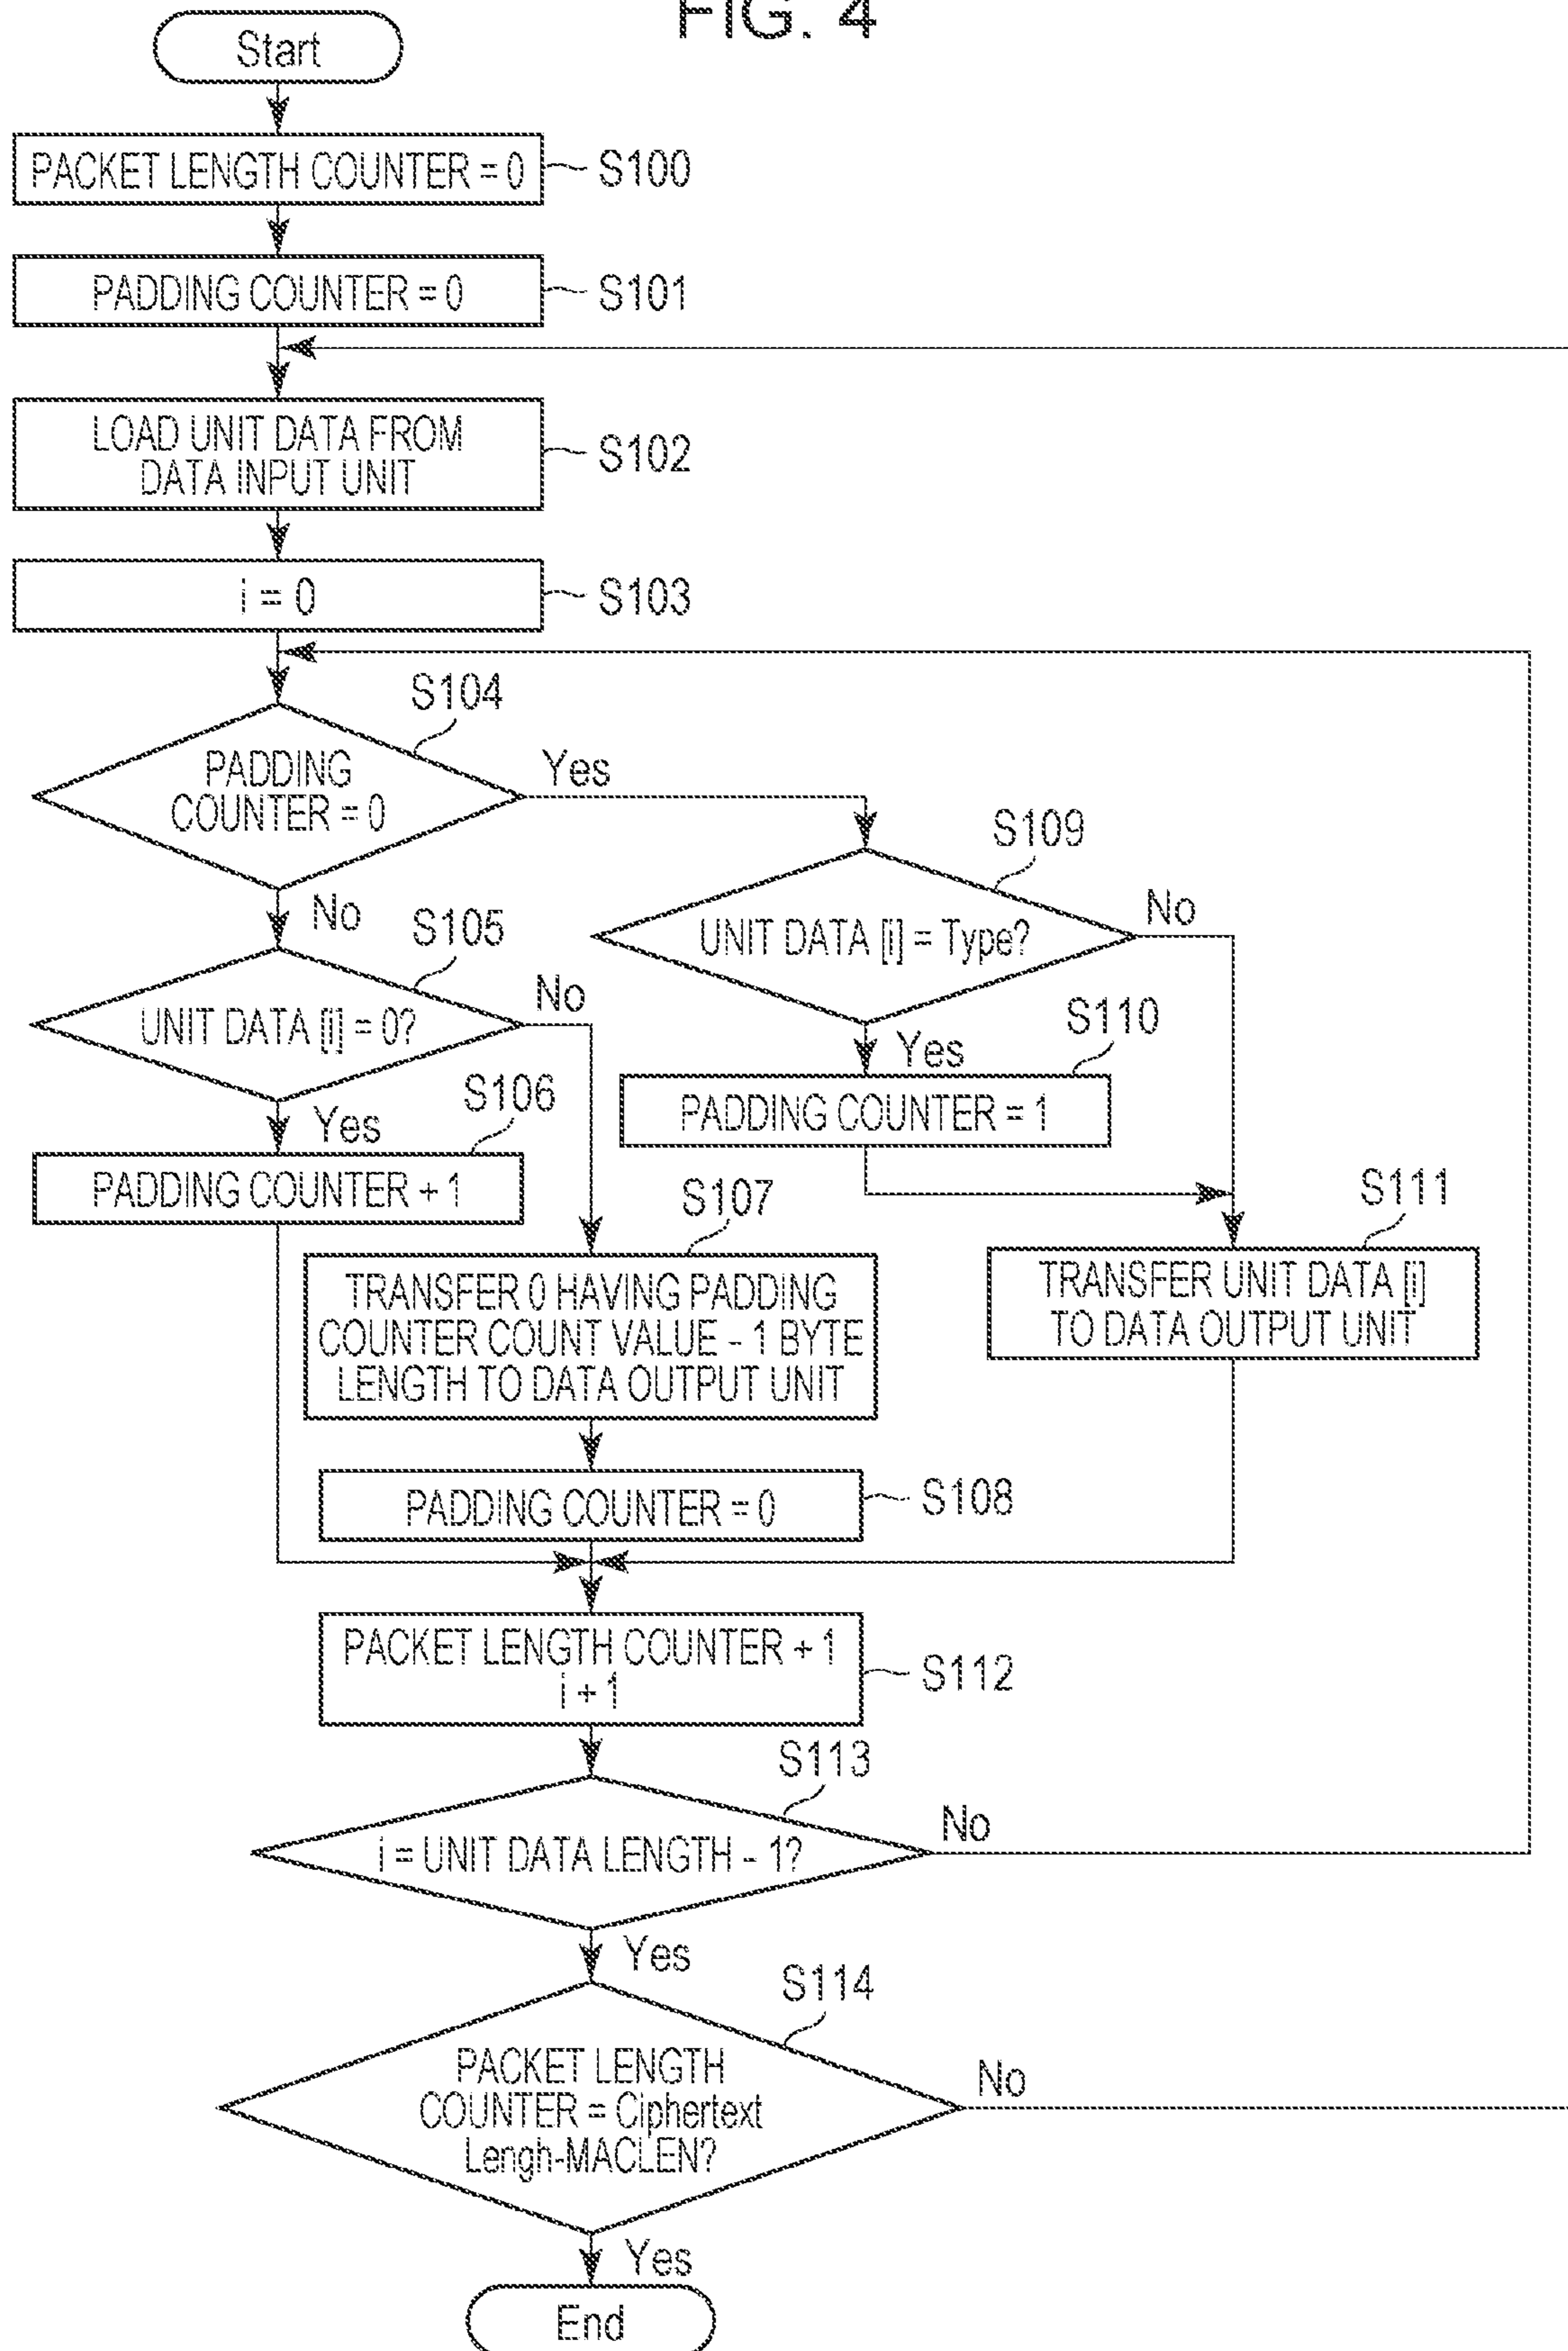 FIG. 4
Start
PACKET LENGTH COUNTER = 0
S100
PADDING COUNTER = 0
S101
LOAD UNIT DATA FROM
DATA INPUT UNIT
S102
i = 0
S103
S104
PADDING
COUNTER = 0
Yes
No
S109
UNIT DATA [i] = Type?
No
S105
UNIT DATA [i] = 0?
No
Yes
S110
PADDING COUNTER = 1
Yes
S106
PADDING COUNTER + 1
S107
TRANSFER 0 HAVING PADDING
COUNTER COUNT VALUE - 1 BYTE
LENGTH TO DATA OUTPUT UNIT
S111
TRANSFER UNIT DATA [i]
TO DATA OUTPUT UNIT
PADDING COUNTER = 0
S108
PACKET LENGTH COUNTER + 1
i + 1
S112
S113
i = UNIT DATA LENGTH - 1?
No
Yes
S114
PACKET LENGTH
COUNTER = Ciphertext
Lengh-MACLEN?
No
Yes
End